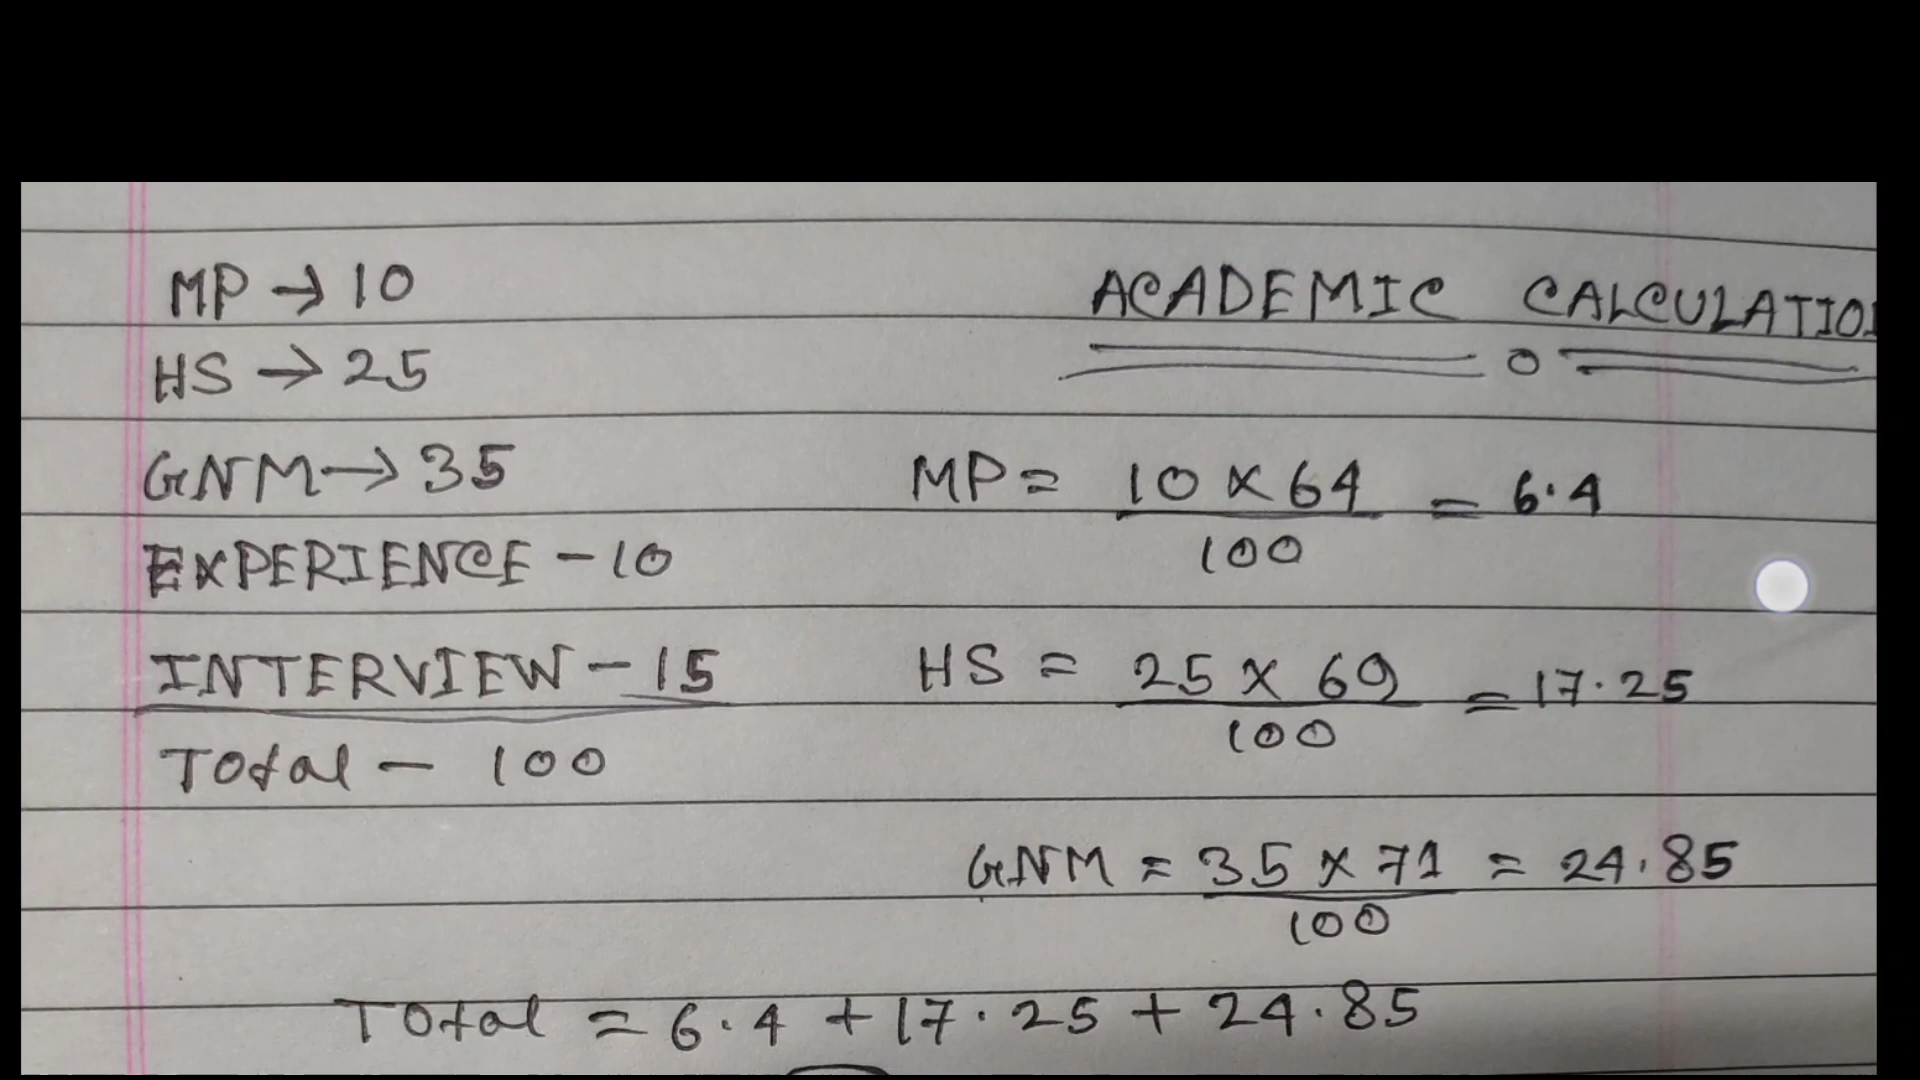 MP → 10
HS → 25
GNM → 35
EXPERIENCE - 10
INTERVIEW - 15
Total - 100
ACADEMIC CALCULATION
MP = 10 x 64 = 6.4
100
HS = 25 x 69 = 17.25
100
GNM = 35 x 71 = 24.85
100
Total = 6.4 + 17.25 + 24.85